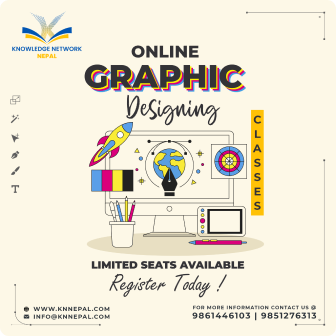 KNOWLEDGE NETWORK
NEPAL
ONLINE
GRAPHIC
Designing
CLASSES
T
LIMITED SEATS AVAILABLE
Register Today !
WWW.KNNEPAL.COM
INFO@KNNEPAL.COM
FOR MORE INFORMATION CONTACT US @
9861446103 | 9851276313